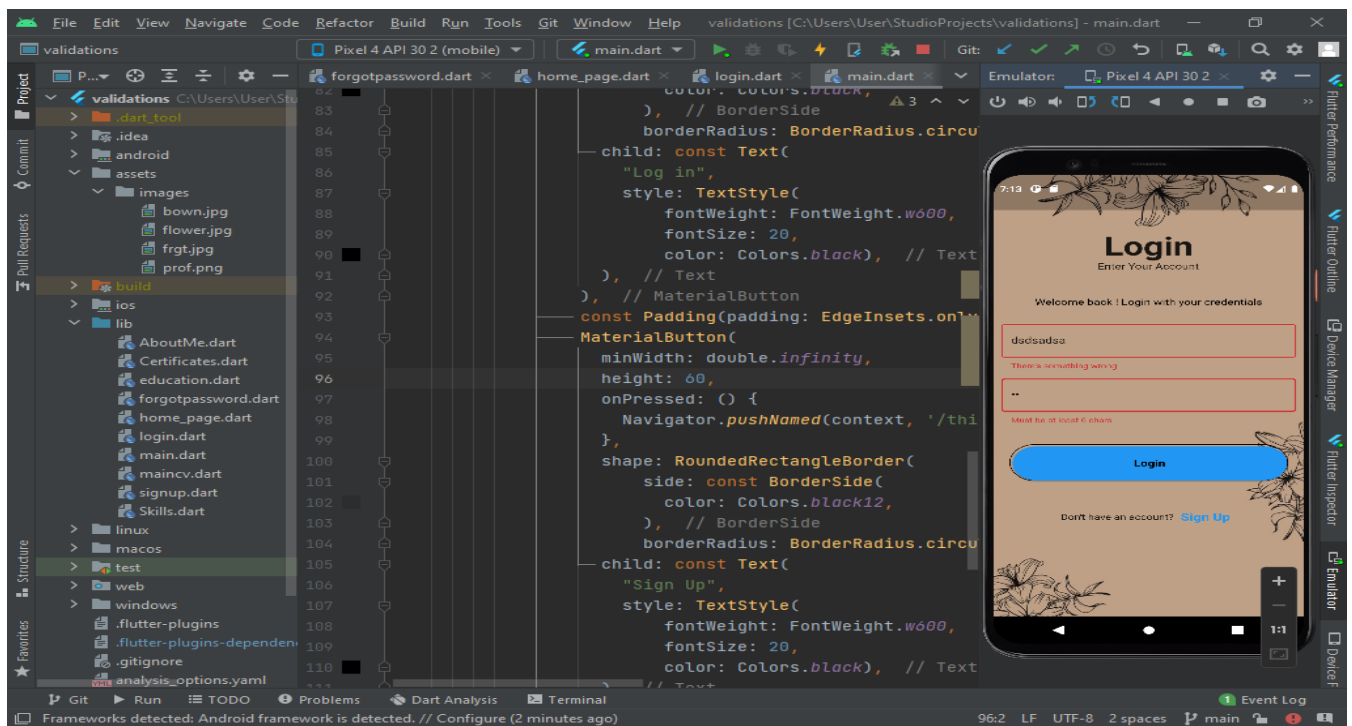 File Edit View Navigate Code Refactor Build Run Tools Git Window Help validations [C:\Users\User\StudioProjects\validations] - main.dart
validations Pixel 4 API 30 2 (mobile) main.dart Git:
Project
Commit
Pull Requests
Structure
Favorites
P...
validations C:\Users\User\Stu
.dart_tool
.idea
android
assets
images
bown.jpg
flower.jpg
frgt.jpg
prof.png
build
ios
lib
AboutMe.dart
Certificates.dart
education.dart
forgotpassword.dart
home_page.dart
login.dart
main.dart
maincv.dart
signup.dart
Skills.dart
linux
macos
test
web
windows
.flutter-plugins
.flutter-plugins-dependen
.gitignore
analysis_options.yaml
forgotpassword.dart home_page.dart login.dart main.dart
3
82 color: Colors.black,
83 ), // BorderSide
84 borderRadius: BorderRadius.circu
85 child: const Text(
86 "Log in",
87 style: TextStyle(
88 fontWeight: FontWeight.w600,
89 fontSize: 20,
90 color: Colors.black), // Text
91 ), // Text
92 ), // MaterialButton
93 const Padding(padding: EdgeInsets.only
94 MaterialButton(
95 minWidth: double.infinity,
96 height: 60,
97 onPressed: () {
98 Navigator.pushNamed(context, '/thi
99 },
100 shape: RoundedRectangleBorder(
101 side: const BorderSide(
102 color: Colors.black12,
103 ), // BorderSide
104 borderRadius: BorderRadius.circu
105 child: const Text(
106 "Sign Up",
107 style: TextStyle(
108 fontWeight: FontWeight.w600,
109 fontSize: 20,
110 color: Colors.black), // Text
111 ), // Text
Emulator: Pixel 4 API 30 2
7:13
Login
Enter Your Account
Welcome back ! Login with your credentials
dsdsadsa
There's something wrong
Must be at least 6 chars
Login
Don't have an account? Sign Up
1:1
Flutter Performance
Flutter Outline
Device Manager
Flutter Inspector
Emulator
Device F
Git Run TODO Problems Dart Analysis Terminal 1 Event Log
Frameworks detected: Android framework is detected. // Configure (2 minutes ago) 96:2 LF UTF-8 2 spaces main